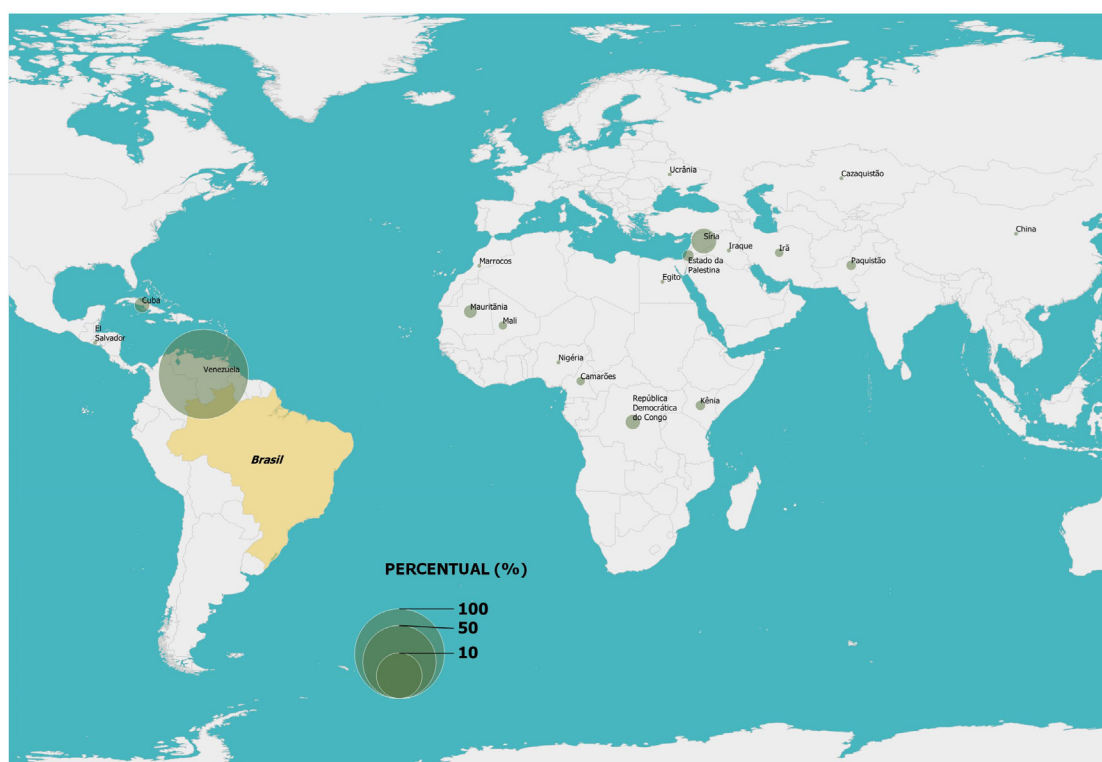 Ucrânia
Cazaquistão
China
Síria
Iraque
Irã
Estado da
Palestina
Paquistão
Marrocos
Egito
Cuba
Mauritânia
Mali
El
Salvador
Nigéria
Venezuela
Camarões
República
Democrática
do Congo
Kênia
Brasil
PERCENTUAL (%)
100
50
10